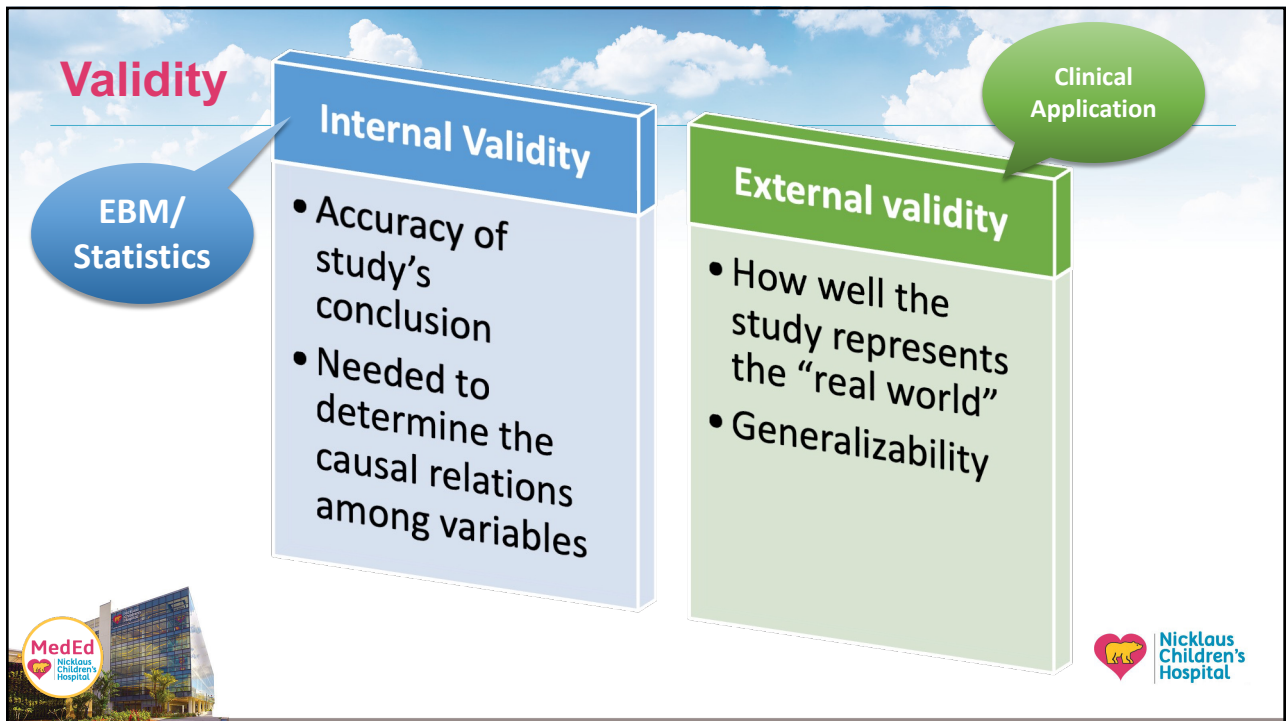 Validity
EBM/
Statistics
Internal Validity
• Accuracy of
study’s
conclusion
• Needed to
determine the
causal relations
among variables
Clinical
Application
External validity
• How well the
study represents
the “real world”
• Generalizability
MedEd
Nicklaus
Children's
Hospital
Nicklaus
Children's
Hospital